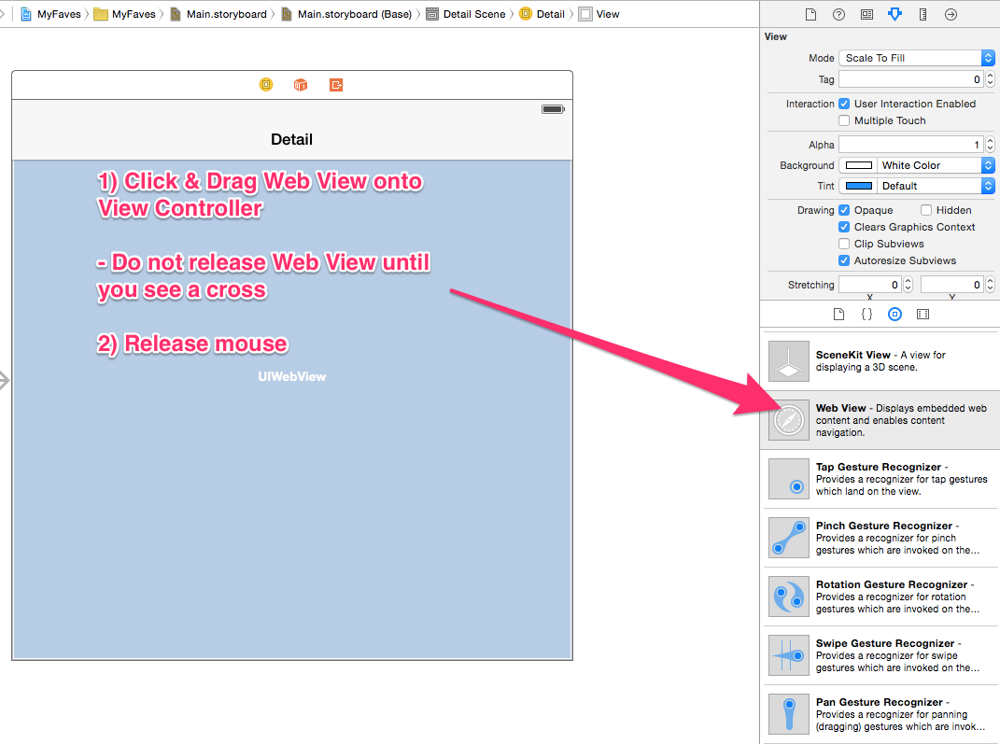 MyFaves MyFaves Main.storyboard Main.storyboard (Base) Detail Scene Detail View
View
Mode Scale To Fill
Tag 0
Interaction User Interaction Enabled
Multiple Touch
Alpha 1
Background White Color
Tint Default
Drawing Opaque Hidden
Clears Graphics Context
Clip Subviews
Autoresize Subviews
Stretching 0 0
X Y
Detail
1) Click & Drag Web View onto
View Controller
- Do not release Web View until
you see a cross
2) Release mouse
UIWebView
SceneKit View - A view for
displaying a 3D scene.
Web View - Displays embedded web
content and enables content
navigation.
Tap Gesture Recognizer -
Provides a recognizer for tap gestures
which land on the view.
Pinch Gesture Recognizer -
Provides a recognizer for pinch
gestures which are invoked on the...
Rotation Gesture Recognizer -
Provides a recognizer for rotation
gestures which are invoked on the...
Swipe Gesture Recognizer -
Provides a recognizer for swipe
gestures which are invoked on the...
Pan Gesture Recognizer -
Provides a recognizer for panning
(dragging) gestures which are invok...